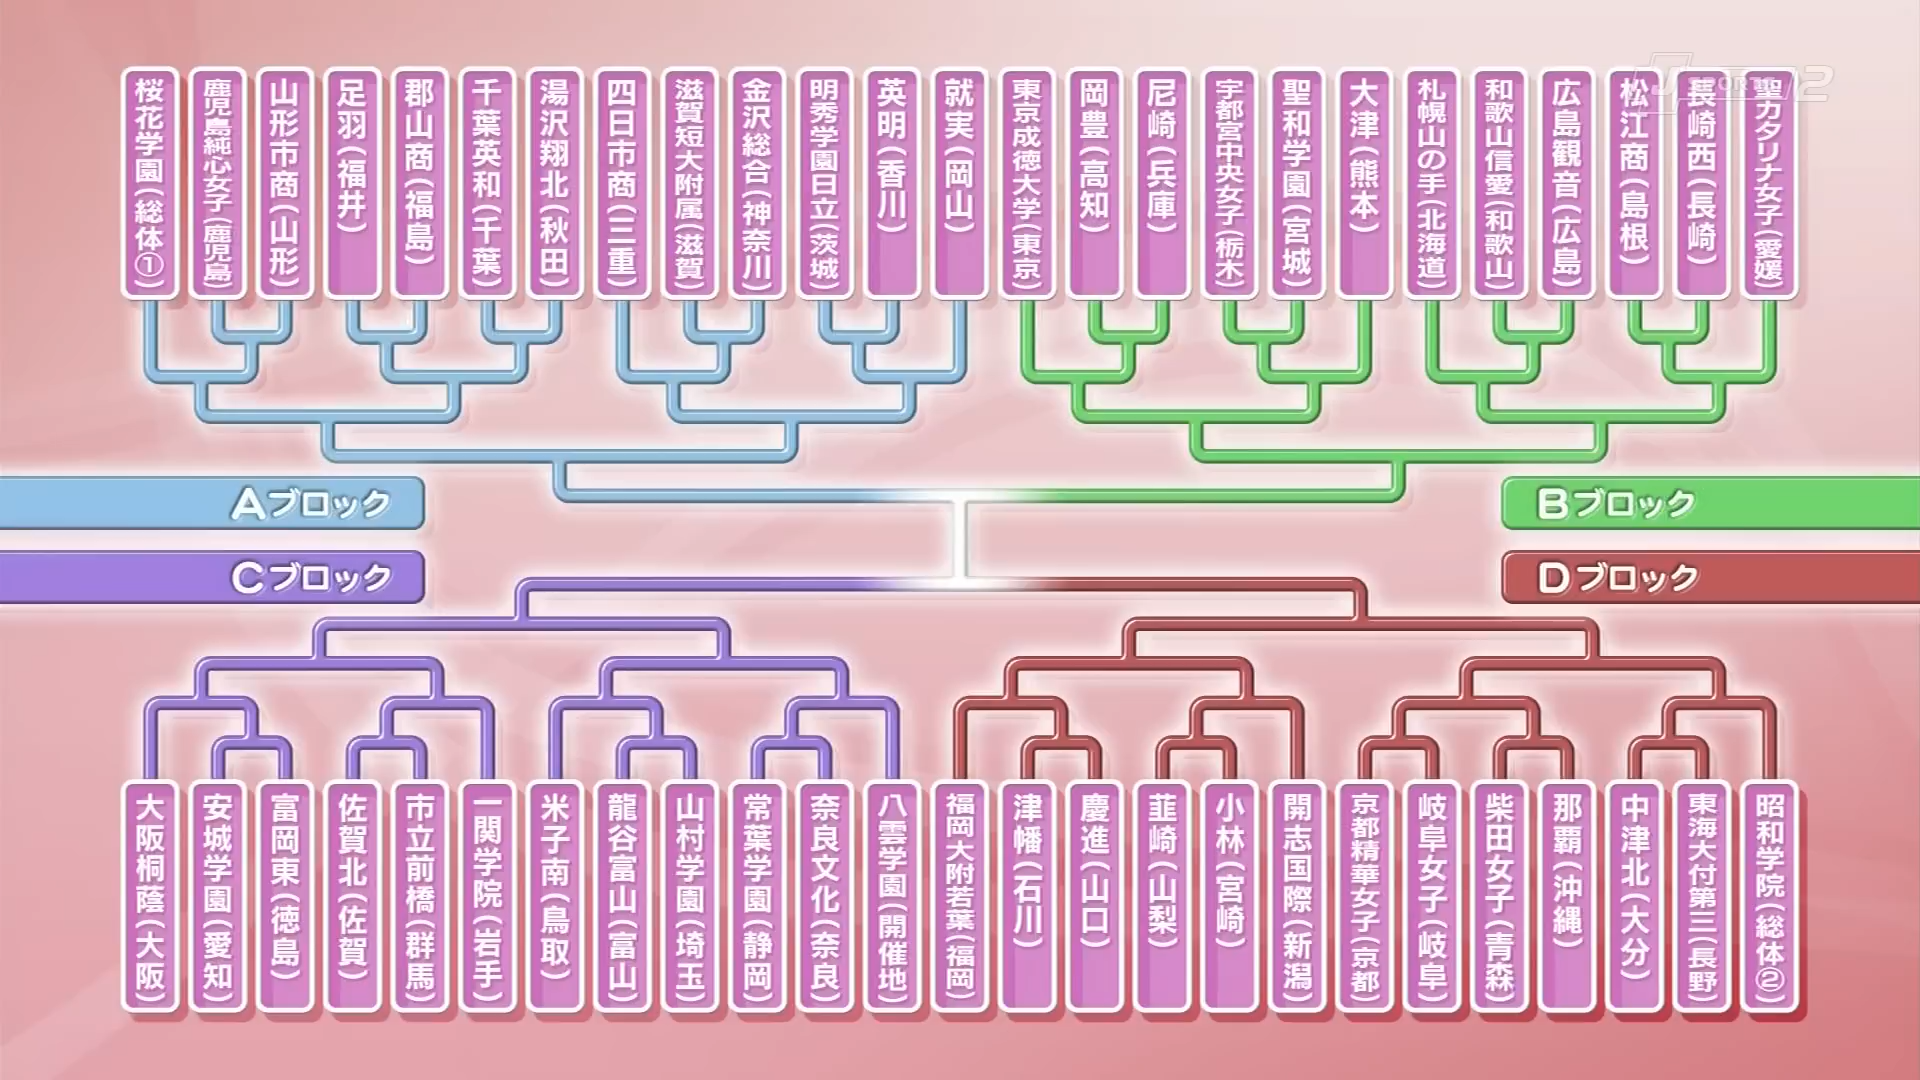 J SPORTS 2
桜花学園(総体①)
鹿児島純心女子(鹿児島)
山形市商(山形)
足羽(福井)
郡山商(福島)
千葉英和(千葉)
湯沢翔北(秋田)
四日市商(三重)
滋賀短大附属(滋賀)
金沢総合(神奈川)
明秀学園日立(茨城)
英明(香川)
就実(岡山)
東京成徳大学(東京)
岡豊(高知)
尼崎(兵庫)
宇都宮中央女子(栃木)
聖和学園(宮城)
大津(熊本)
札幌山の手(北海道)
和歌山信愛(和歌山)
広島観音(広島)
松江商(島根)
長崎西(長崎)
聖カタリナ女子(愛媛)
Aブロック
Bブロック
Cブロック
Dブロック
大阪桐蔭(大阪)
安城学園(愛知)
富岡東(徳島)
佐賀北(佐賀)
市立前橋(群馬)
一関学院(岩手)
米子南(鳥取)
龍谷富山(富山)
山村学園(埼玉)
常葉学園(静岡)
奈良文化(奈良)
八雲学園(開催地)
福岡大附若葉(福岡)
津幡(石川)
慶進(山口)
韮崎(山梨)
小林(宮崎)
開志国際(新潟)
京都精華女子(京都)
岐阜女子(岐阜)
柴田女子(青森)
那覇(沖縄)
中津北(大分)
東海大付第三(長野)
昭和学院(総体②)